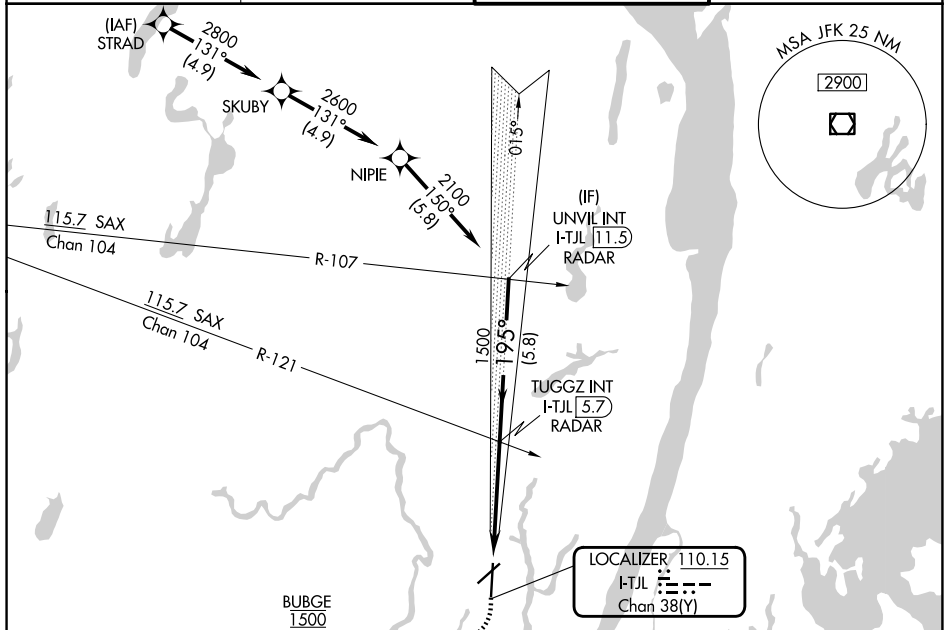 (IAF)
STRAD
2800
131°
(4.9)
SKUBY
2600
131°
(4.9)
NIPIE
2100
150°
(5.8)
015°
MSA JFK 25 NM
2900
(IF)
UNVIL INT
I-TJL 11.5
RADAR
115.7 SAX
Chan 104
R-107
115.7 SAX
Chan 104
R-121
1500
195°
(5.8)
TUGGZ INT
I-TJL 5.7
RADAR
LOCALIZER 110.15
I-TJL
Chan 38(Y)
BUBGE
1500